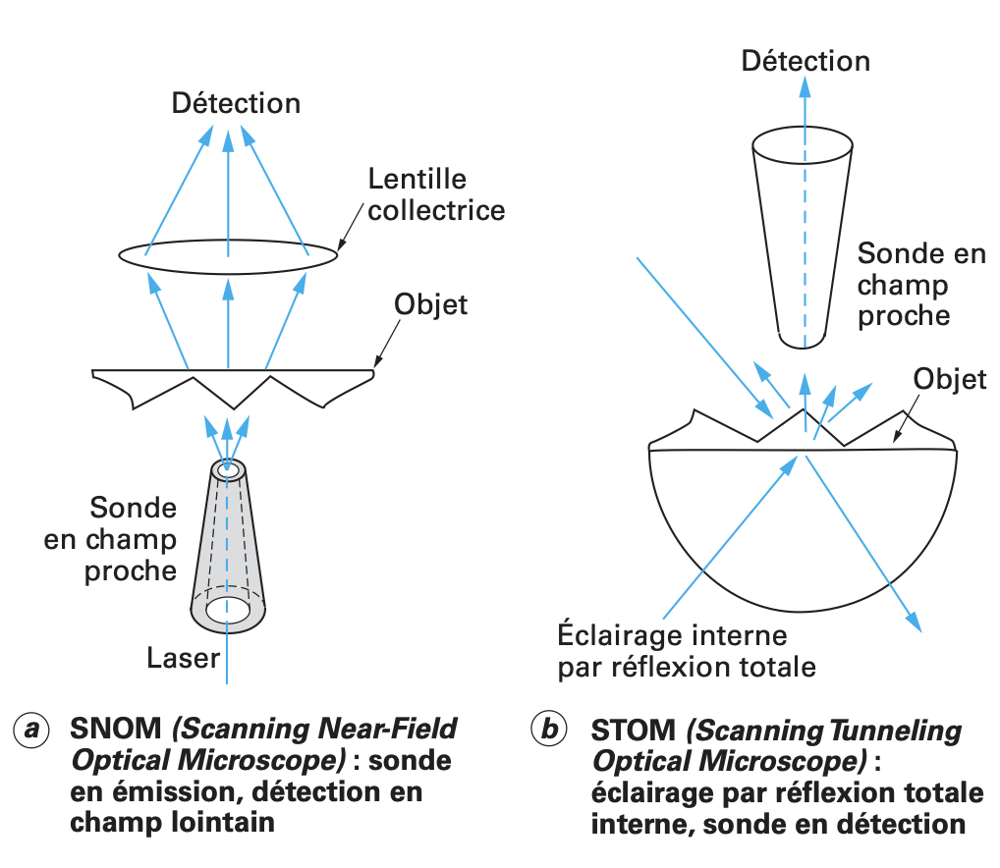 Détection
Lentille
collectrice
Objet
Sonde
en champ
proche
Laser
a SNOM (Scanning Near-Field
Optical Microscope) : sonde
en émission, détection en
champ lointain
Détection
Sonde en
champ
proche
Objet
Éclairage interne
par réflexion totale
b STOM (Scanning Tunneling
Optical Microscope) :
éclairage par réflexion totale
interne, sonde en détection